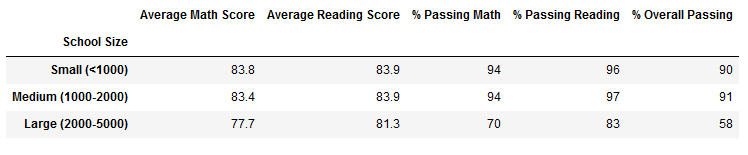 Average Math Score Average Reading Score % Passing Math % Passing Reading % Overall Passing
School Size
Small (<1000) 83.8 83.9 94 96 90
Medium (1000-2000) 83.4 83.9 94 97 91
Large (2000-5000) 77.7 81.3 70 83 58